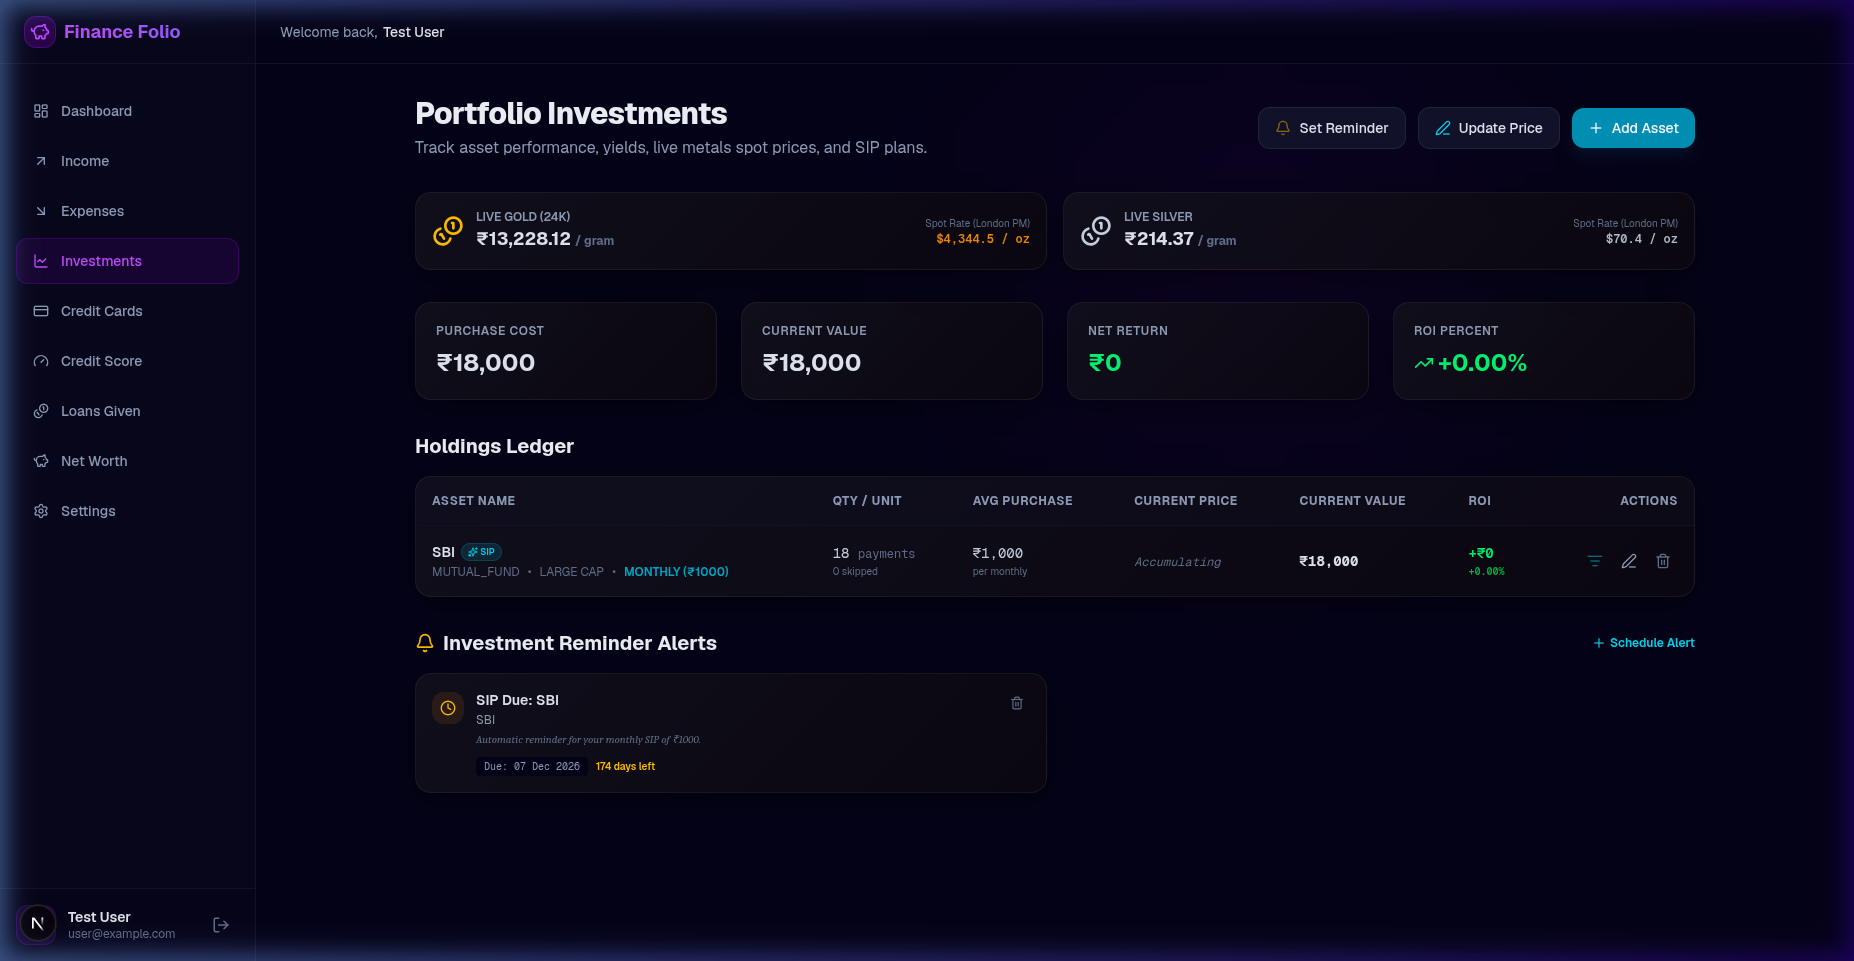 Finance Folio
Welcome back, Test User
Dashboard
Income
Expenses
Investments
Credit Cards
Credit Score
Loans Given
Net Worth
Settings
Test User
user@example.com
Portfolio Investments
Track asset performance, yields, live metals spot prices, and SIP plans.
Set Reminder
Update Price
Add Asset
LIVE GOLD (24K)
₹13,228.12 / gram
Spot Rate (London PM)
$4,344.5 / oz
LIVE SILVER
₹214.37 / gram
Spot Rate (London PM)
$70.4 / oz
PURCHASE COST
₹18,000
CURRENT VALUE
₹18,000
NET RETURN
₹0
ROI PERCENT
+0.00%
Holdings Ledger
ASSET NAME QTY / UNIT AVG PURCHASE CURRENT PRICE CURRENT VALUE ROI ACTIONS
SBI SIP 18 payments ₹1,000 Accumulating ₹18,000 +₹0
MUTUAL_FUND • LARGE CAP • MONTHLY (₹1000) 0 skipped per monthly +0.00%
Investment Reminder Alerts
Schedule Alert
SIP Due: SBI
SBI
Automatic reminder for your monthly SIP of ₹1000.
Due: 07 Dec 2026 174 days left